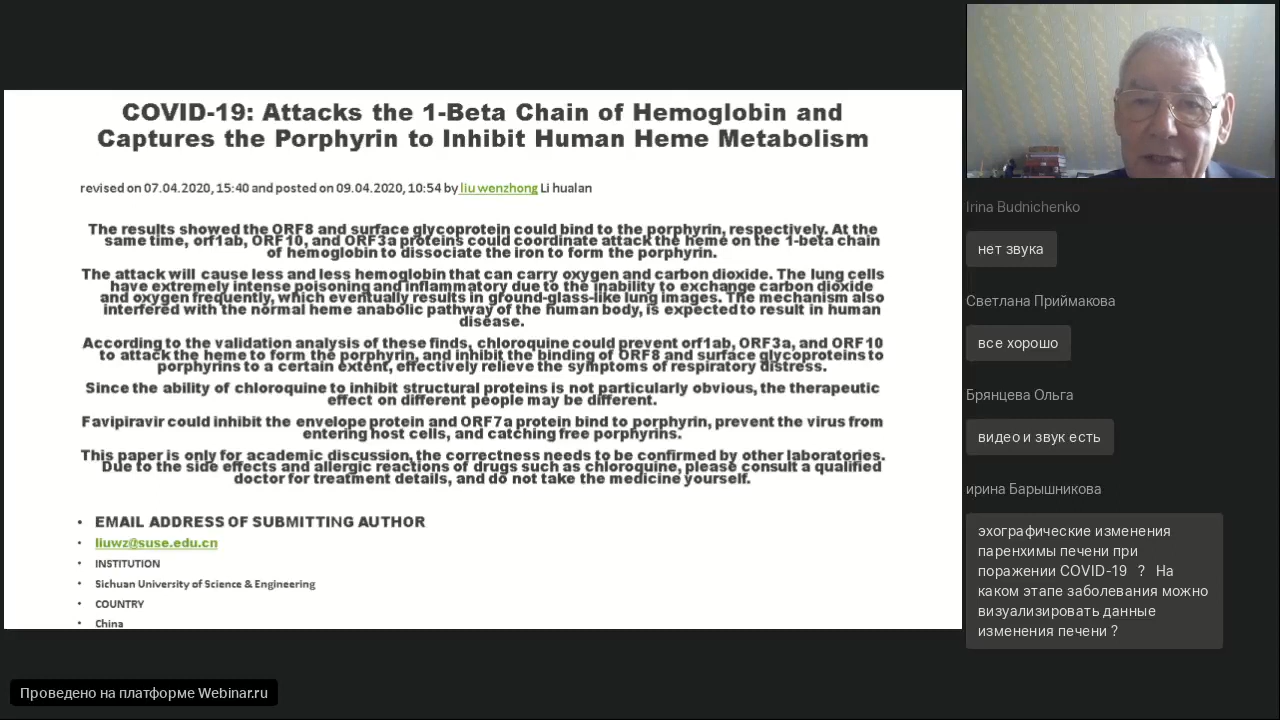 COVID-19: Attacks the 1-Beta Chain of Hemoglobin and
Captures the Porphyrin to Inhibit Human Heme Metabolism
revised on 07.04.2020, 15:40 and posted on 09.04.2020, 10:54 by liu wenzhong Li hualan
The results showed the ORF8 and surface glycoprotein could bind to the porphyrin, respectively. At the
same time, orf1ab, ORF10, and ORF3a proteins could coordinate attack the heme on the 1-beta chain
of hemoglobin to dissociate the iron to form the porphyrin.
The attack will cause less and less hemoglobin that can carry oxygen and carbon dioxide. The lung cells
have extremely intense poisoning and inflammatory due to the inability to exchange carbon dioxide
and oxygen frequently, which eventually results in ground-glass-like lung images. The mechanism also
interfered with the normal heme anabolic pathway of the human body, is expected to result in human
disease.
According to the validation analysis of these finds, chloroquine could prevent orf1ab, ORF3a, and ORF10
to attack the heme to form the porphyrin, and inhibit the binding of ORF8 and surface glycoproteins to
porphyrins to a certain extent, effectively relieve the symptoms of respiratory distress.
Since the ability of chloroquine to inhibit structural proteins is not particularly obvious, the therapeutic
effect on different people may be different.
Favipiravir could inhibit the envelope protein and ORF7a protein bind to porphyrin, prevent the virus from
entering host cells, and catching free porphyrins.
This paper is only for academic discussion, the correctness needs to be confirmed by other laboratories.
Due to the side effects and allergic reactions of drugs such as chloroquine, please consult a qualified
doctor for treatment details, and do not take the medicine yourself.
• EMAIL ADDRESS OF SUBMITTING AUTHOR
• liuwz@suse.edu.cn
• INSTITUTION
• Sichuan University of Science & Engineering
• COUNTRY
• China
Irina Budnichenko
нет звука
Светлана Приймакова
все хорошо
Брянцева Ольга
видео и звук есть
ирина Барышникова
эхографические изменения
паренхимы печени при
поражении COVID-19 ? На
каком этапе заболевания можно
визуализировать данные
изменения печени ?
Проведено на платформе Webinar.ru